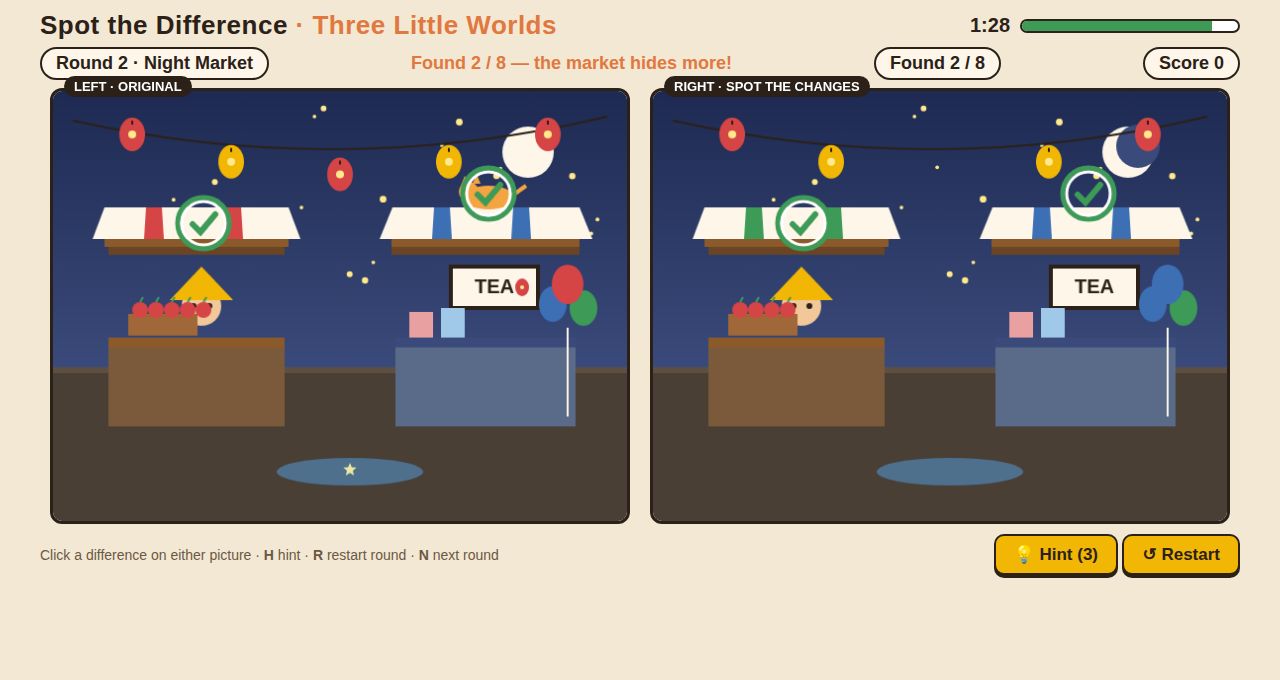 Spot the Difference · Three Little Worlds
1:28
Round 2 · Night Market
Found 2 / 8 — the market hides more!
Found 2 / 8
Score 0
LEFT · ORIGINAL
RIGHT · SPOT THE CHANGES
TEA
TEA
Click a difference on either picture · H hint · R restart round · N next round
💡 Hint (3)
↺ Restart